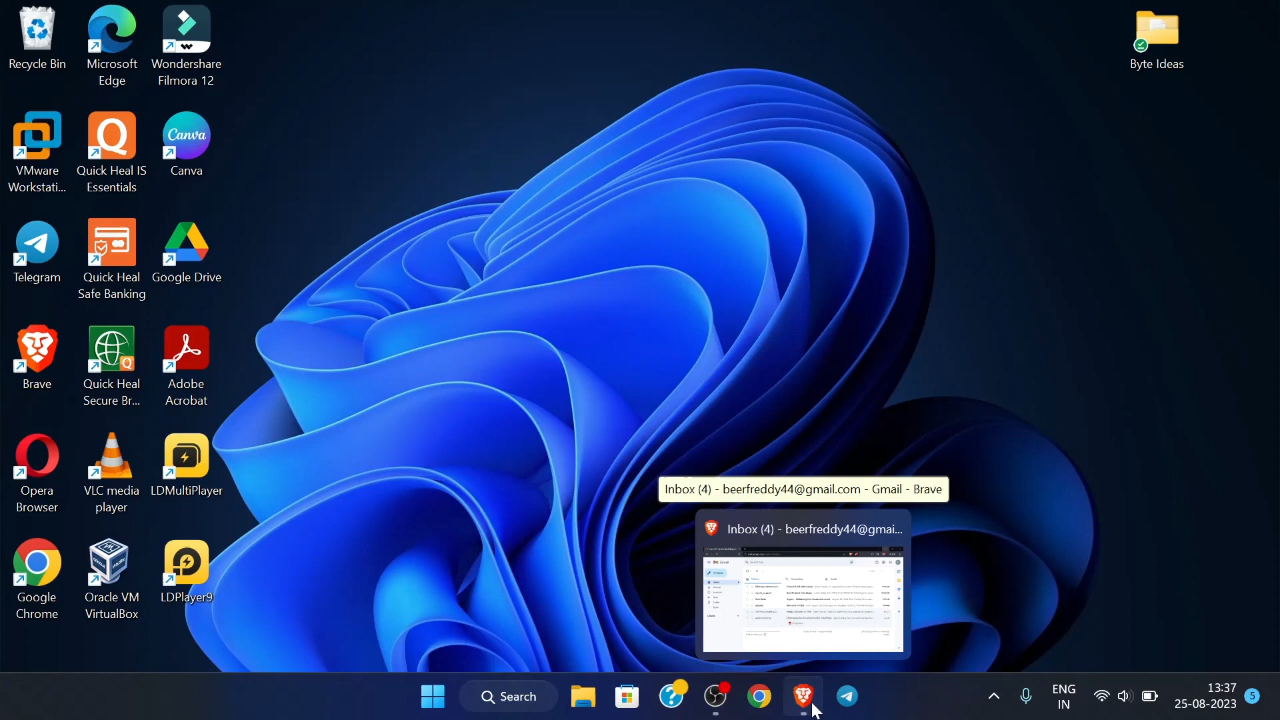 Recycle Bin
Microsoft
Edge
Wondershare
Filmora 12
Byte Ideas
VMware
Workstati...
Quick Heal IS
Essentials
Canva
Canva
Telegram
Quick Heal
Safe Banking
Google Drive
Brave
Quick Heal
Secure Br...
Adobe
Acrobat
Opera
Browser
VLC media
player
LDMultiPlayer
Google
Chrome
Oracle VM
VirtualBox
LDPlayer9
Inbox (4) - beerfreddy44@gmail.com - Gmail - Brave
Inbox (4) - beerfreddy44@gmai...
Search
ENG
IN
13:37
25-08-2023
5